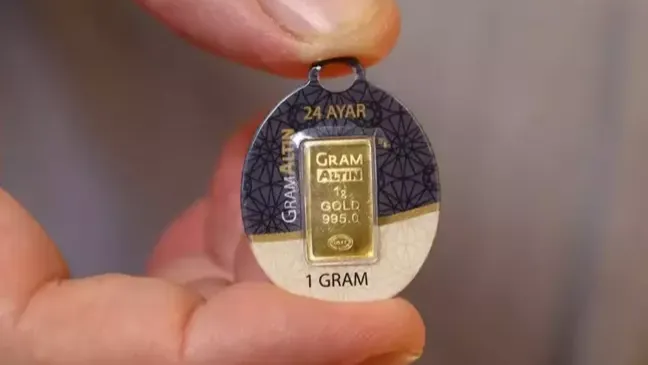 24 AYAR
GRAM ALTIN
GRAM
ALTIN
1g
GOLD
995.0
1 GRAM